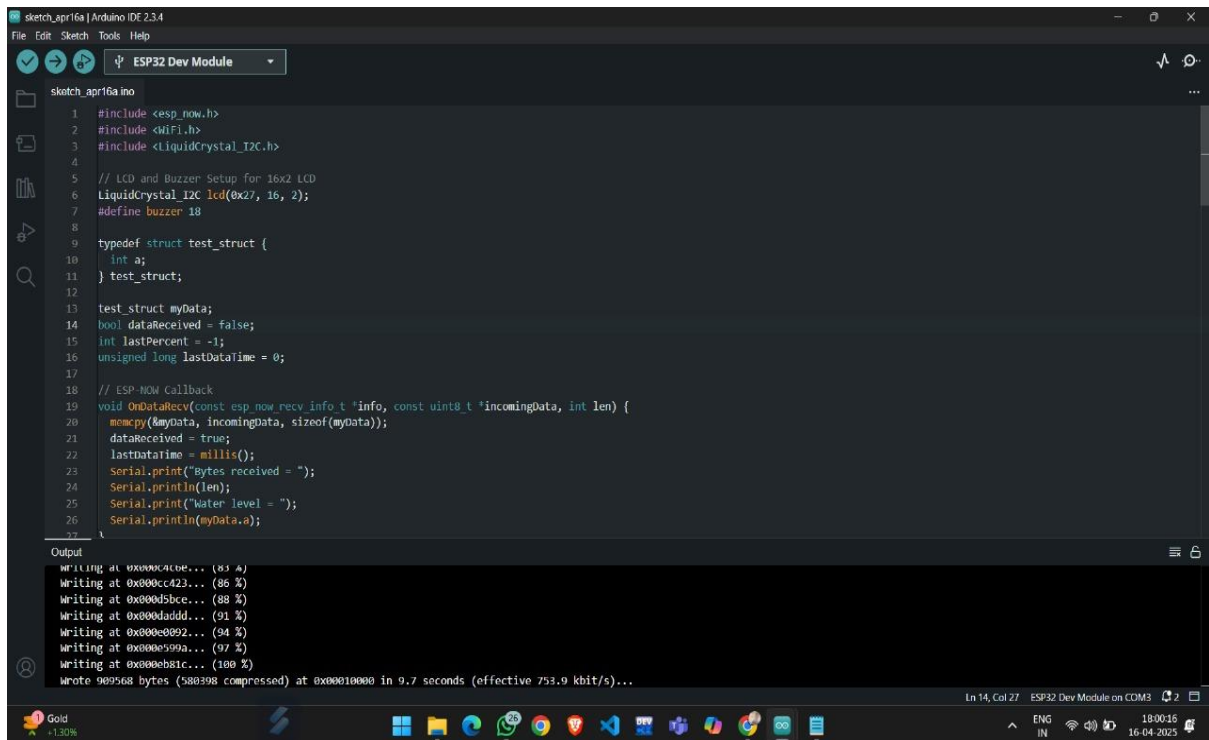 sketch_apr16a | Arduino IDE 2.3.4
File Edit Sketch Tools Help
ESP32 Dev Module
sketch_apr16a.ino
1 #include <esp_now.h>
2 #include <WiFi.h>
3 #include <LiquidCrystal_I2C.h>
4
5 // LCD and Buzzer Setup for 16x2 LCD
6 LiquidCrystal_I2C lcd(0x27, 16, 2);
7 #define buzzer 18
8
9 typedef struct test_struct {
10 int a;
11 } test_struct;
12
13 test_struct myData;
14 bool dataReceived = false;
15 int lastPercent = -1;
16 unsigned long lastDataTime = 0;
17
18 // ESP-NOW Callback
19 void OnDataRecv(const esp_now_recv_info_t *info, const uint8_t *incomingData, int len) {
20 memcpy(&myData, incomingData, sizeof(myData));
21 dataReceived = true;
22 lastDataTime = millis();
23 Serial.print("Bytes received = ");
24 Serial.println(len);
25 Serial.print("Water level = ");
26 Serial.println(myData.a);
27 }
Output
Writing at 0x000c4c6e... (83 %)
Writing at 0x000cc423... (86 %)
Writing at 0x000d5bce... (88 %)
Writing at 0x000daddd... (91 %)
Writing at 0x000e0092... (94 %)
Writing at 0x000e599a... (97 %)
Writing at 0x000eb81c... (100 %)
Wrote 909568 bytes (580398 compressed) at 0x00010000 in 9.7 seconds (effective 753.9 kbit/s)...
Ln 14, Col 27 ESP32 Dev Module on COM3 2
1 Gold
+1.30%
26
ENG
IN
18:00:16
16-04-2025